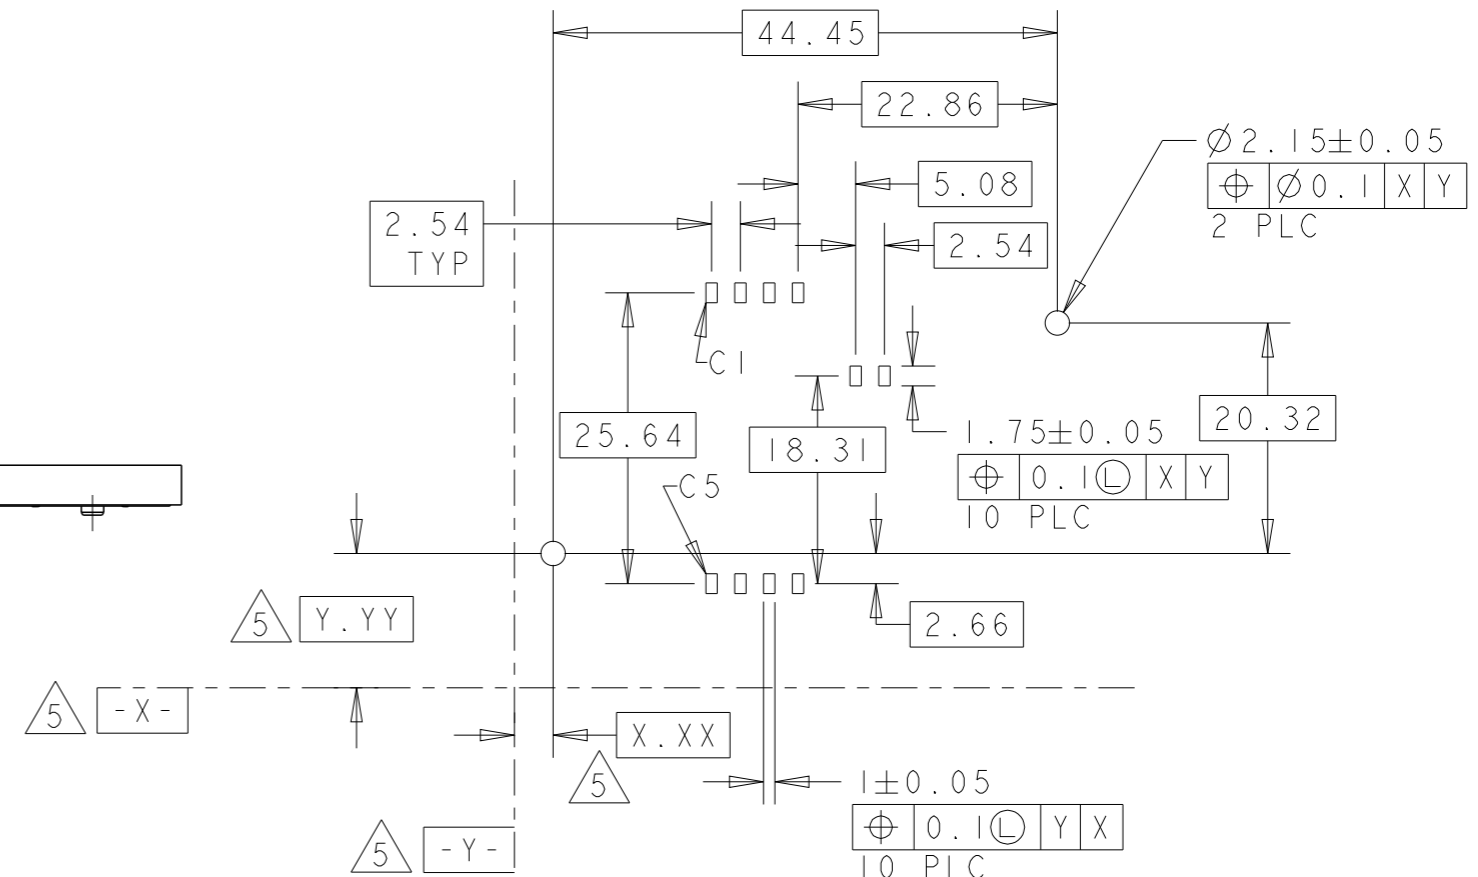 44.45
22.86
Ø2.15±0.05
⌖ Ø0.1 X Y
2 PLC
5.08
2.54
TYP
2.54
C1
25.64
18.31
20.32
1.75±0.05
⌖ 0.1Ⓛ X Y
10 PLC
C5
5 Y.YY
2.66
5 -X-
X.XX
5
1±0.05
⌖ 0.1Ⓛ Y X
10 PLC
5 -Y-